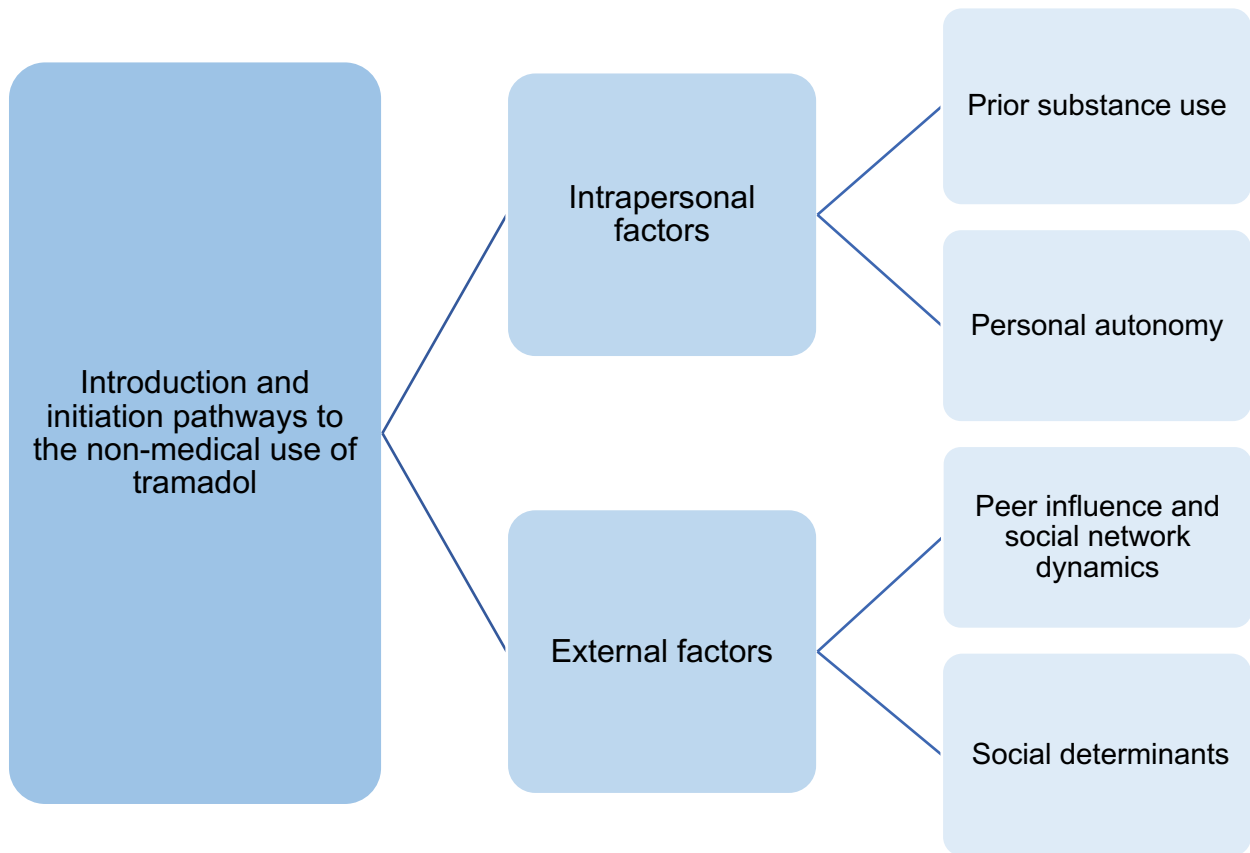 Introduction and
initiation pathways to
the non-medical use of
tramadol
Intrapersonal
factors
External factors
Prior substance use
Personal autonomy
Peer influence and
social network
dynamics
Social determinants